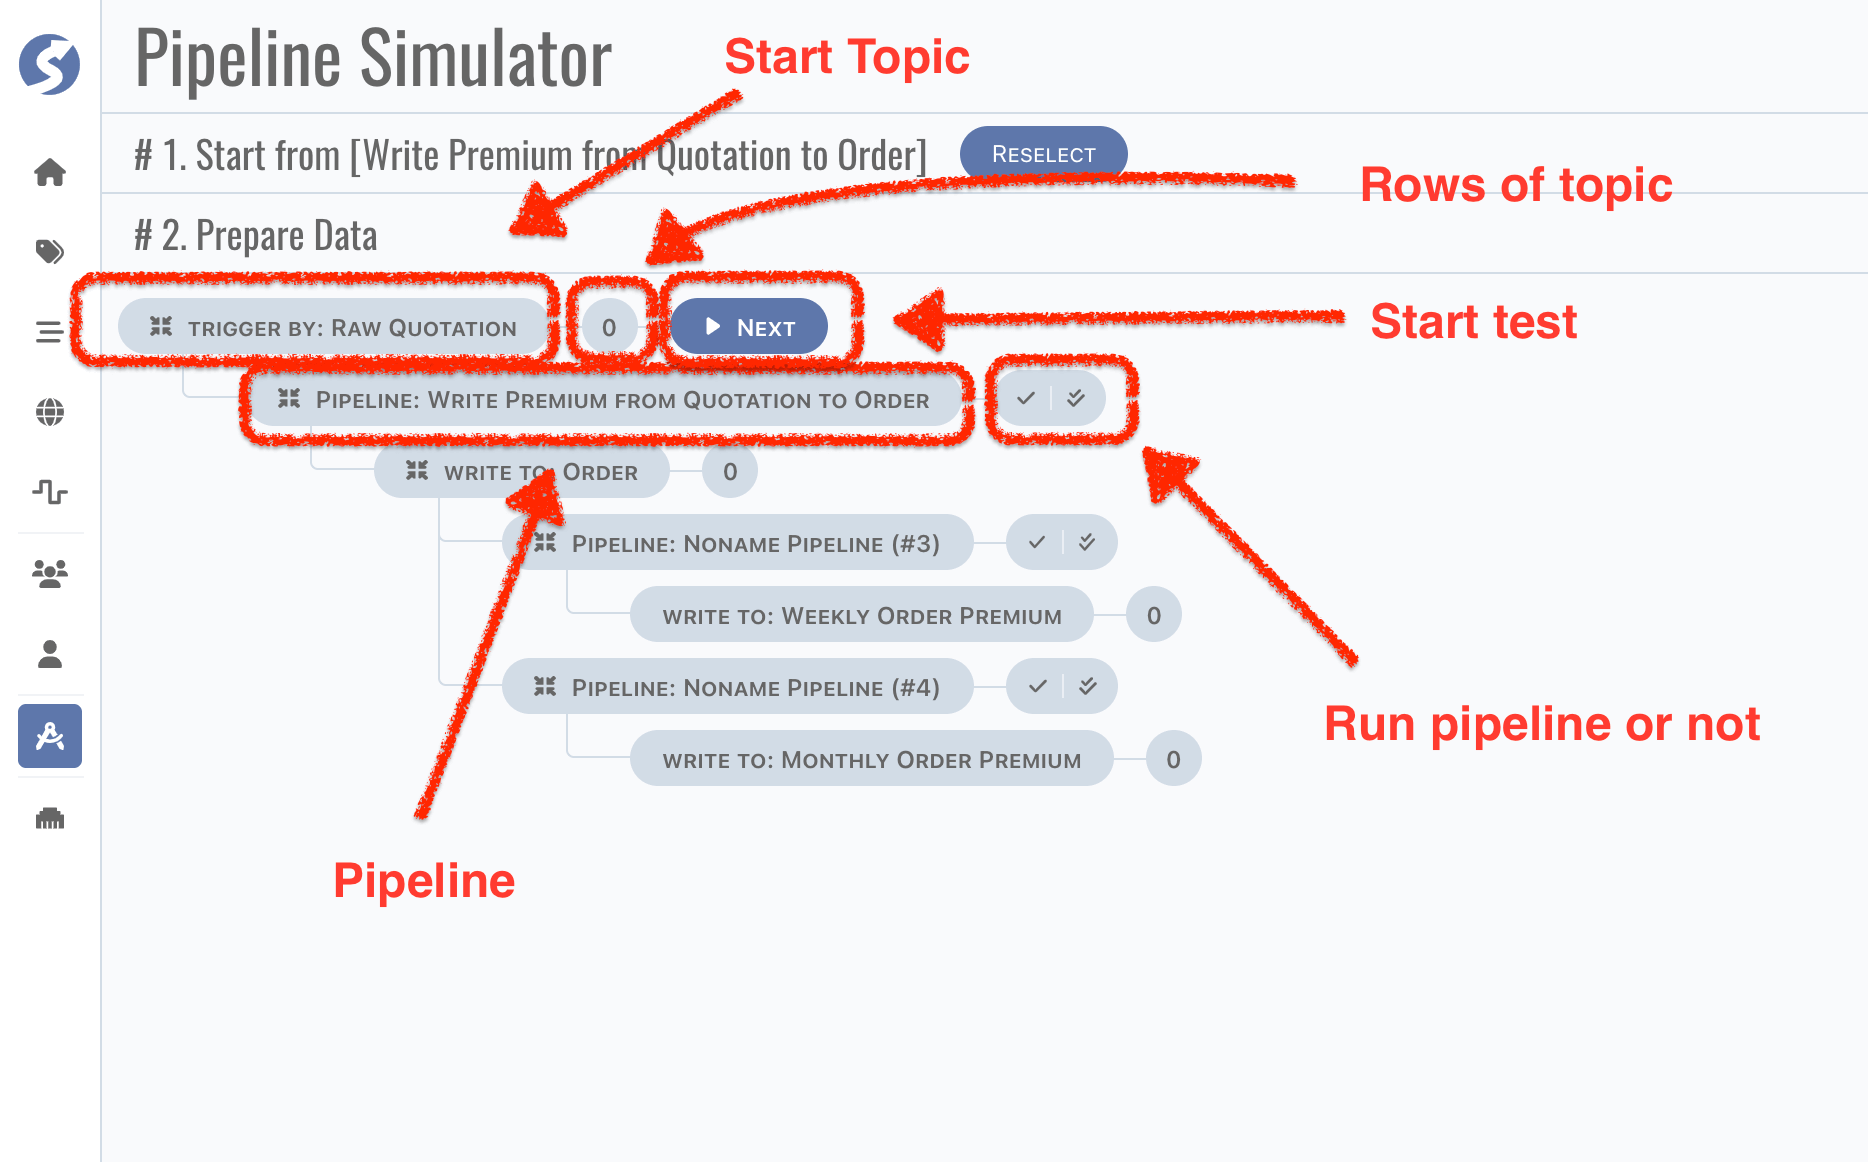 Pipeline Simulator
Start Topic
# 1. Start from [Write Premium from Quotation to Order]
RESELECT
Rows of topic
# 2. Prepare Data
TRIGGER BY: RAW QUOTATION
0
NEXT
Start test
PIPELINE: WRITE PREMIUM FROM QUOTATION TO ORDER
WRITE TO: ORDER
0
PIPELINE: NONAME PIPELINE (#3)
WRITE TO: WEEKLY ORDER PREMIUM
0
PIPELINE: NONAME PIPELINE (#4)
Run pipeline or not
WRITE TO: MONTHLY ORDER PREMIUM
0
Pipeline